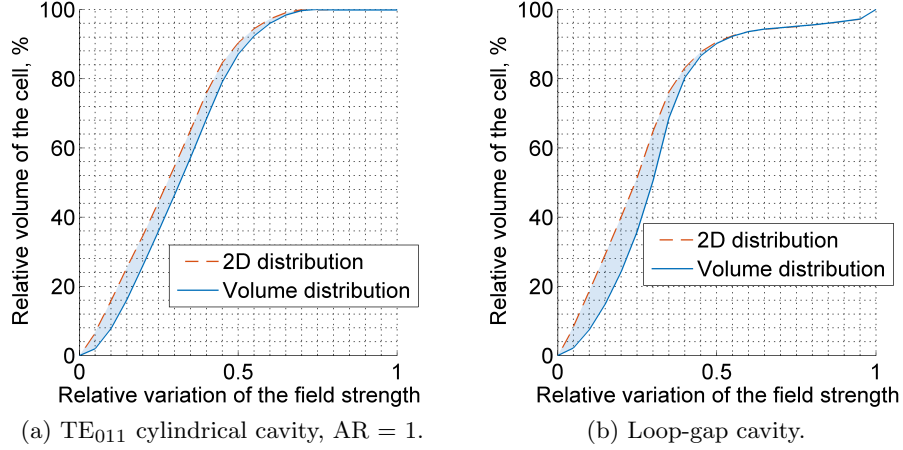 Relative volume of the cell, %
100
80
60
40
20
0
0
0.5
1
2D distribution
Volume distribution
Relative variation of the field strength
(a) TE₀₁₁ cylindrical cavity, AR = 1.
Relative volume of the cell, %
100
80
60
40
20
0
0
0.5
1
2D distribution
Volume distribution
Relative variation of the field strength
(b) Loop-gap cavity.